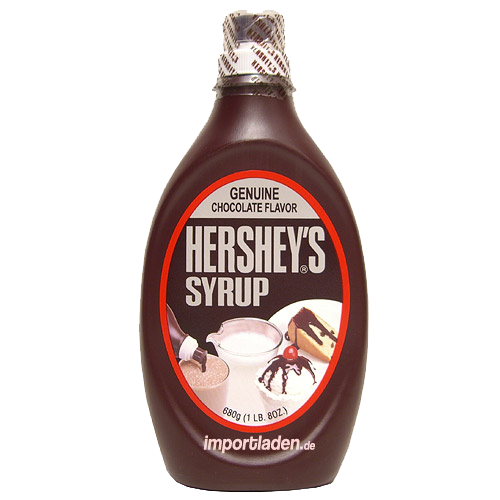 GENUINE
CHOCOLATE FLAVOR
HERSHEY'S®
SYRUP
680g (1 LB. 8OZ.)
importladen.de